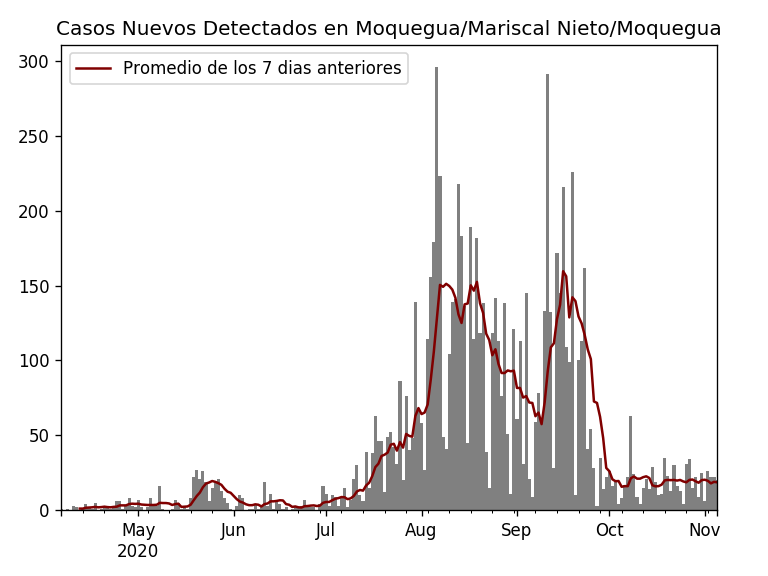 Casos Nuevos Detectados en Moquegua/Mariscal Nieto/Moquegua
Promedio de los 7 dias anteriores
300
250
200
150
100
50
0
May Jun Jul Aug Sep Oct Nov
2020